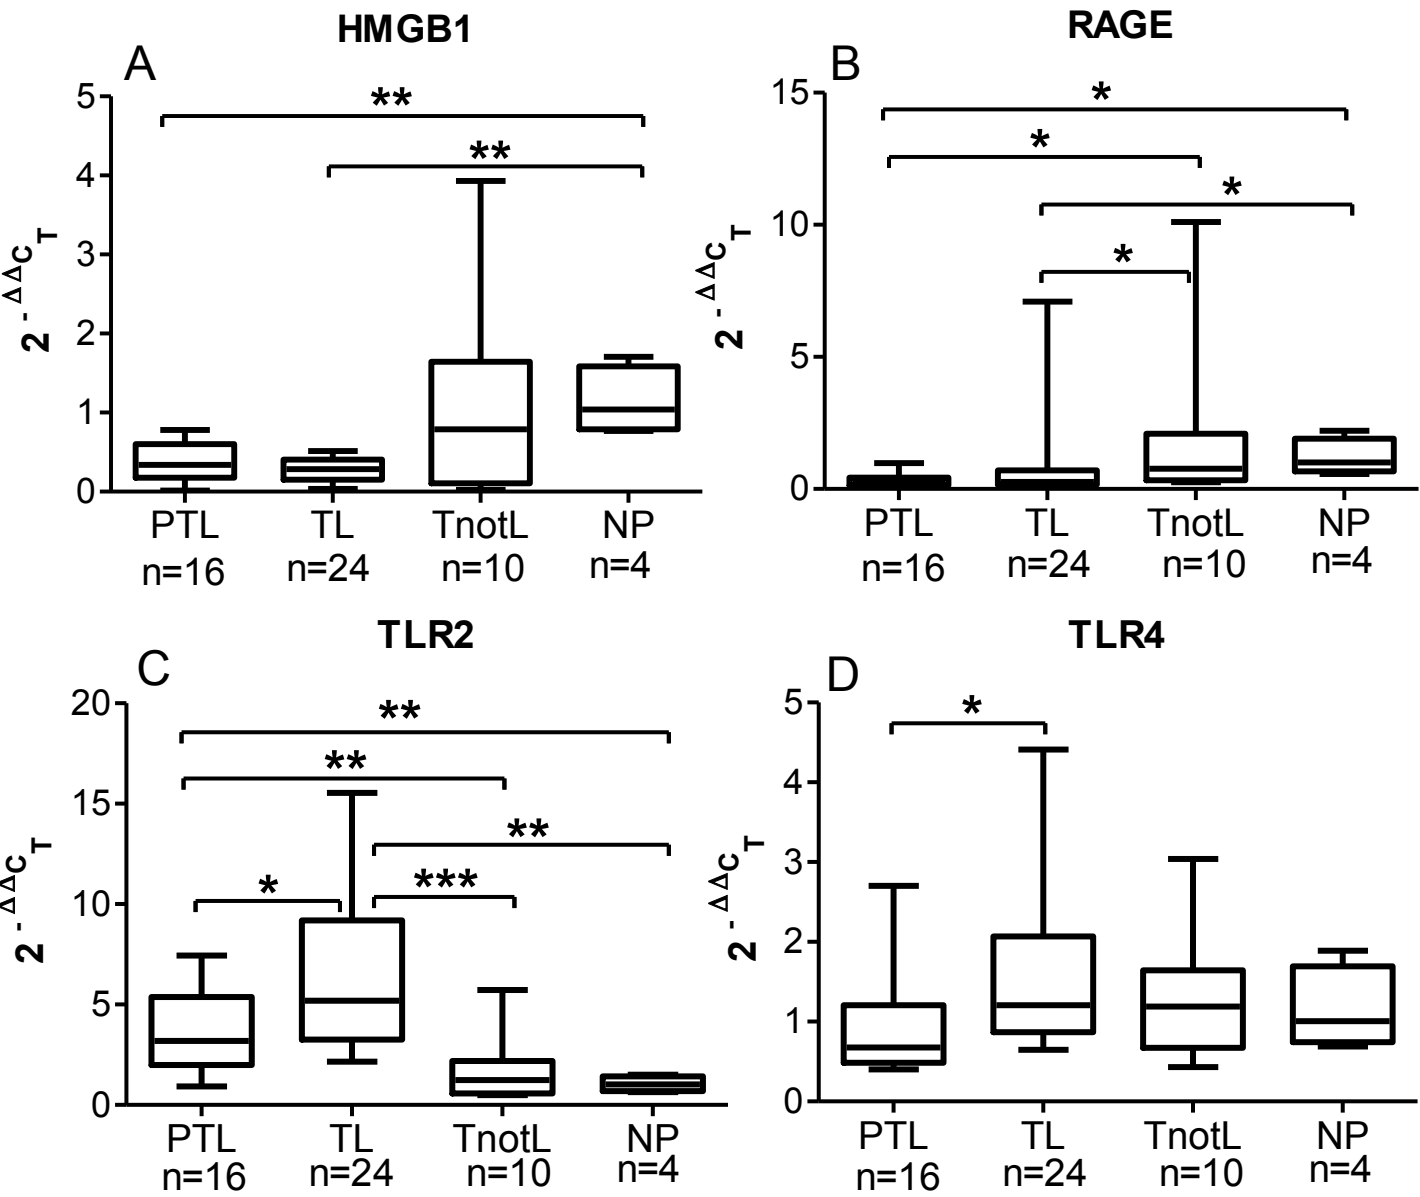 HMGB1
A
**
**
5
4
3
2
1
0
2 - ΔΔCT
PTL TL TnotL NP
n=16 n=24 n=10 n=4
RAGE
B
*
*
*
*
15
10
5
0
2 - ΔΔCT
PTL TL TnotL NP
n=16 n=24 n=10 n=4
TLR2
C
**
**
**
*
***
20
15
10
5
0
2 - ΔΔCT
PTL TL TnotL NP
n=16 n=24 n=10 n=4
TLR4
D
*
5
4
3
2
1
0
2 - ΔΔCT
PTL TL TnotL NP
n=16 n=24 n=10 n=4